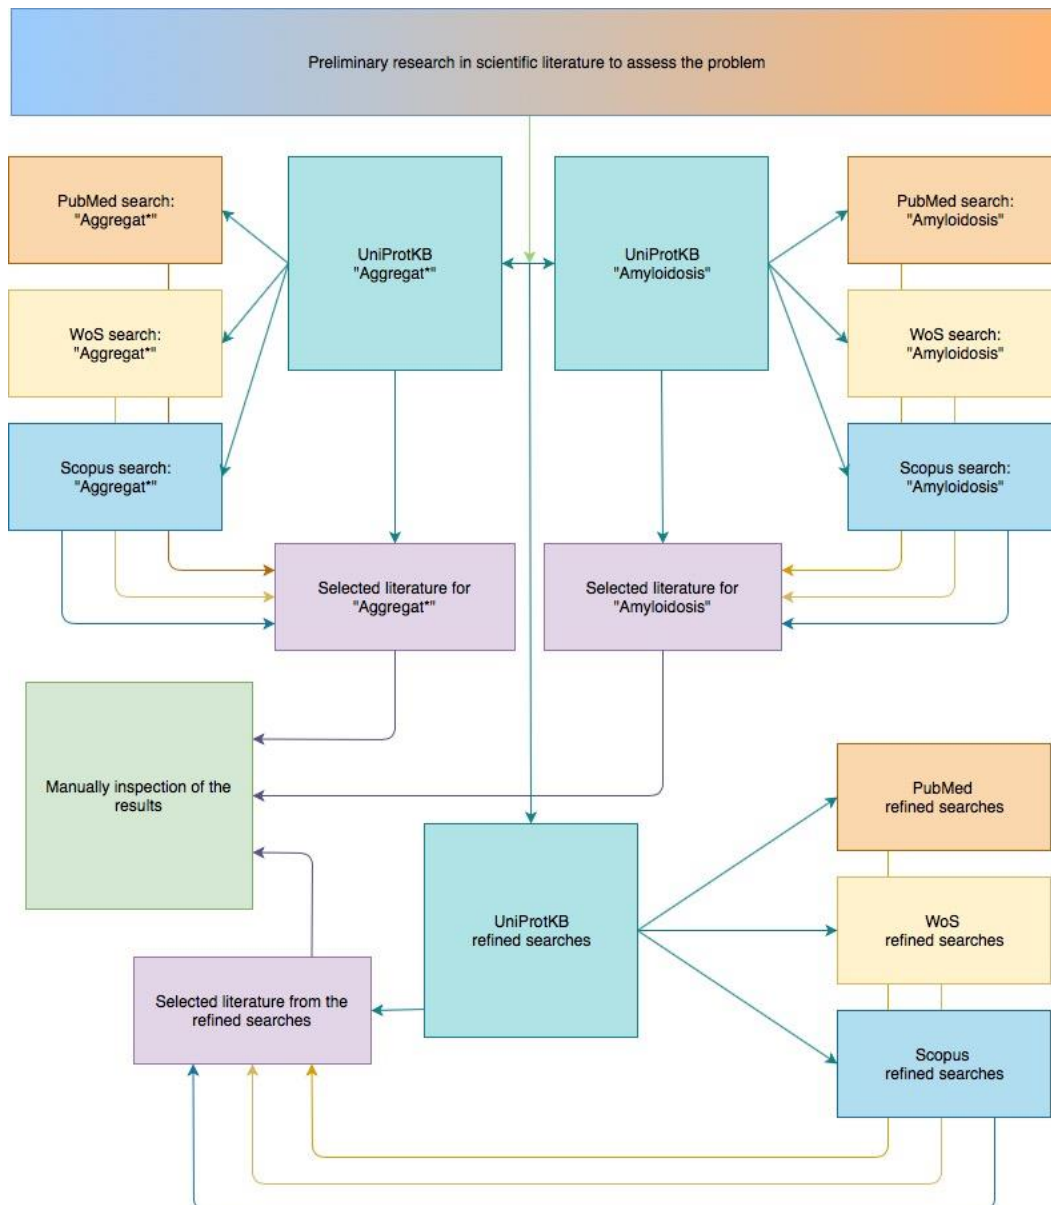 Preliminary research in scientific literature to assess the problem
PubMed search:
"Aggregat*"
UniProtKB
"Aggregat*"
UniProtKB
"Amyloidosis"
PubMed search:
"Amyloidosis"
WoS search:
"Aggregat*"
WoS search:
"Amyloidosis"
Scopus search:
"Aggregat*"
Scopus search:
"Amyloidosis"
Selected literature for
"Aggregat*"
Selected literature for
"Amyloidosis"
Manually inspection of the
results
PubMed
refined searches
UniProtKB
refined searches
WoS
refined searches
Selected literature from the
refined searches
Scopus
refined searches